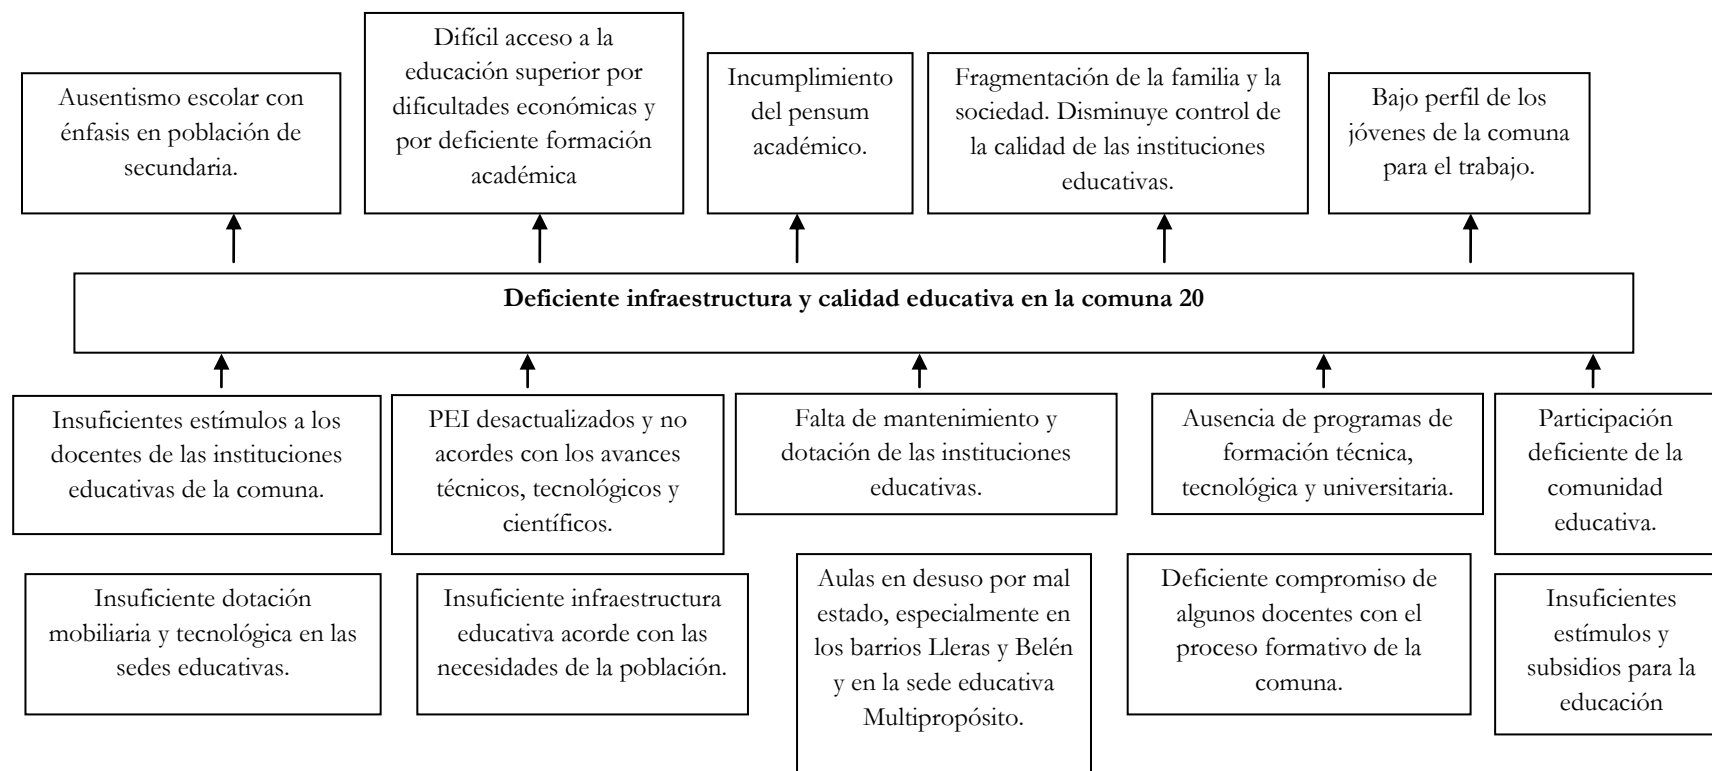 Ausentismo escolar con
énfasis en población de
secundaria.
Difícil acceso a la
educación superior por
dificultades económicas y
por deficiente formación
académica
Incumplimiento
del pensum
académico.
Fragmentación de la familia y la
sociedad. Disminuye control de
la calidad de las instituciones
educativas.
Bajo perfil de los
jóvenes de la comuna
para el trabajo.
Deficiente infraestructura y calidad educativa en la comuna 20
Insuficientes estímulos a los
docentes de las instituciones
educativas de la comuna.
PEI desactualizados y no
acordes con los avances
técnicos, tecnológicos y
científicos.
Falta de mantenimiento y
dotación de las instituciones
educativas.
Ausencia de programas de
formación técnica,
tecnológica y universitaria.
Participación
deficiente de la
comunidad
educativa.
Insuficiente dotación
mobiliaria y tecnológica en las
sedes educativas.
Insuficiente infraestructura
educativa acorde con las
necesidades de la población.
Aulas en desuso por mal
estado, especialmente en
los barrios Lleras y Belén
y en la sede educativa
Multipropósito.
Deficiente compromiso de
algunos docentes con el
proceso formativo de la
comuna.
Insuficientes
estímulos y
subsidios para la
educación